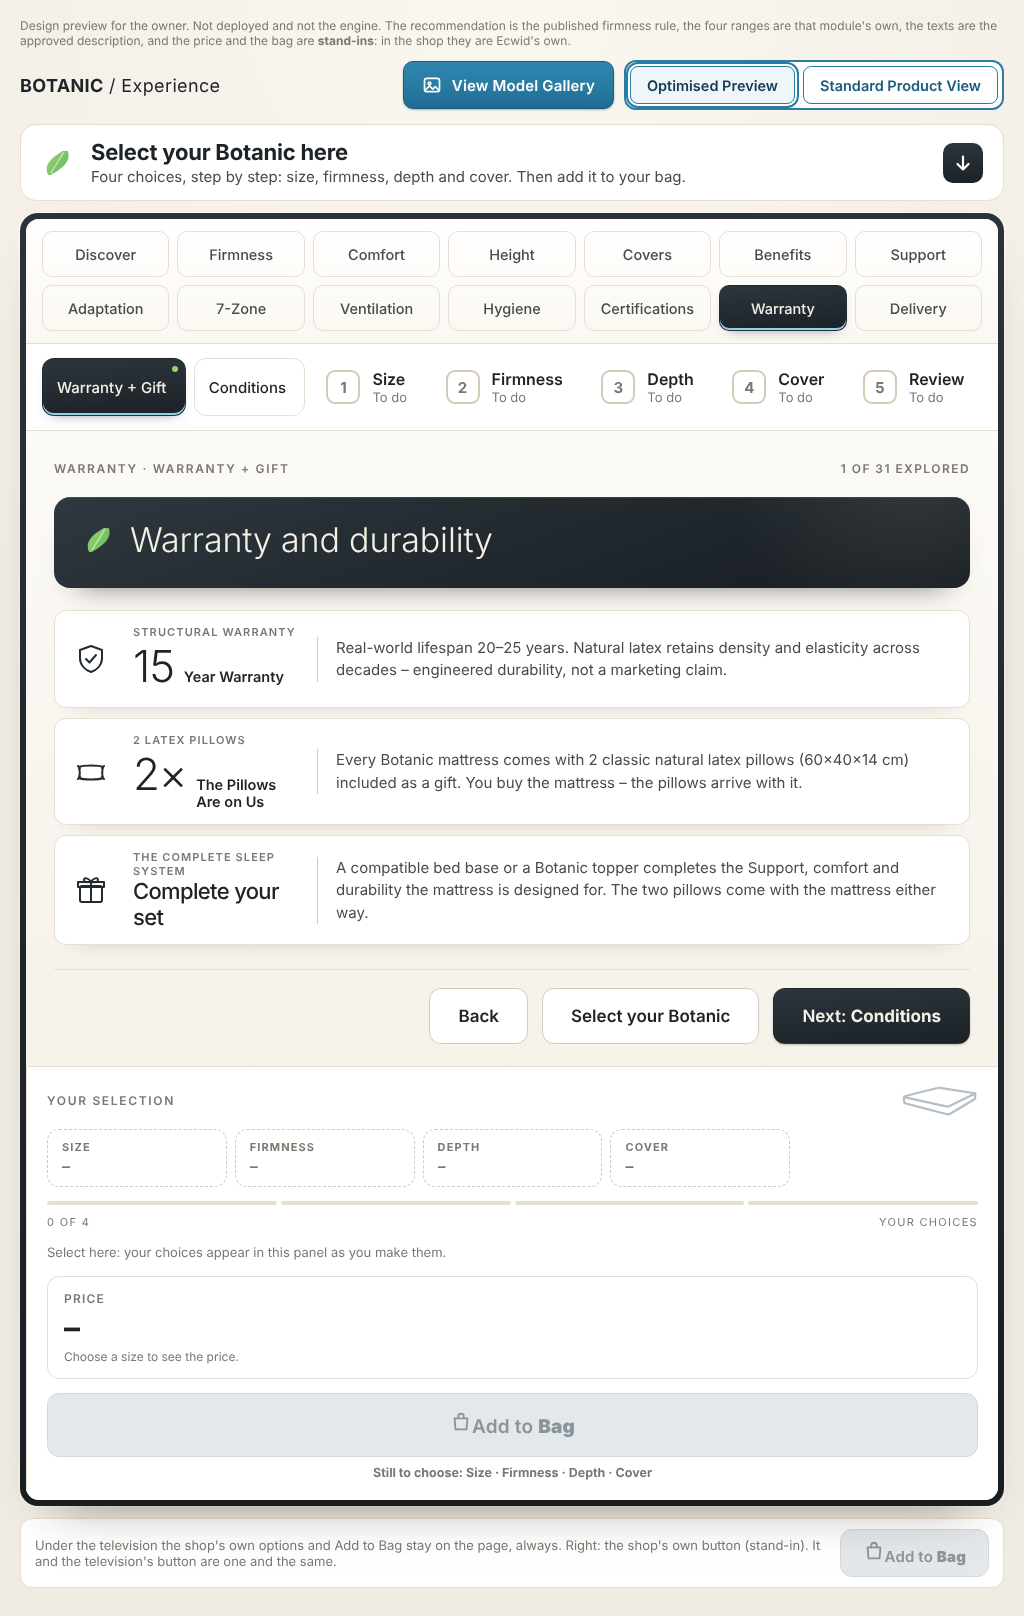 Design preview for the owner. Not deployed and not the engine. The recommendation is the published firmness rule, the four ranges are that module's own, the texts are the
approved description, and the price and the bag are stand-ins: in the shop they are Ecwid's own.
BOTANIC / Experience
View Model Gallery
Optimised Preview
Standard Product View
Select your Botanic here
Four choices, step by step: size, firmness, depth and cover. Then add it to your bag.
Discover
Firmness
Comfort
Height
Covers
Benefits
Support
Adaptation
7-Zone
Ventilation
Hygiene
Certifications
Warranty
Delivery
Warranty + Gift
Conditions
1
Size
To do
2
Firmness
To do
3
Depth
To do
4
Cover
To do
5
Review
To do
WARRANTY · WARRANTY + GIFT
1 OF 31 EXPLORED
Warranty and durability
STRUCTURAL WARRANTY
15 Year Warranty
Real-world lifespan 20–25 years. Natural latex retains density and elasticity across
decades – engineered durability, not a marketing claim.
2 LATEX PILLOWS
2× The Pillows
Are on Us
Every Botanic mattress comes with 2 classic natural latex pillows (60×40×14 cm)
included as a gift. You buy the mattress – the pillows arrive with it.
THE COMPLETE SLEEP
SYSTEM
Complete your
set
A compatible bed base or a Botanic topper completes the Support, comfort and
durability the mattress is designed for. The two pillows come with the mattress either
way.
Back
Select your Botanic
Next: Conditions
YOUR SELECTION
SIZE
–
FIRMNESS
–
DEPTH
–
COVER
–
0 OF 4
YOUR CHOICES
Select here: your choices appear in this panel as you make them.
PRICE
–
Choose a size to see the price.
Add to Bag
Still to choose: Size · Firmness · Depth · Cover
Under the television the shop's own options and Add to Bag stay on the page, always. Right: the shop's own button (stand-in). It
and the television's button are one and the same.
Add to Bag